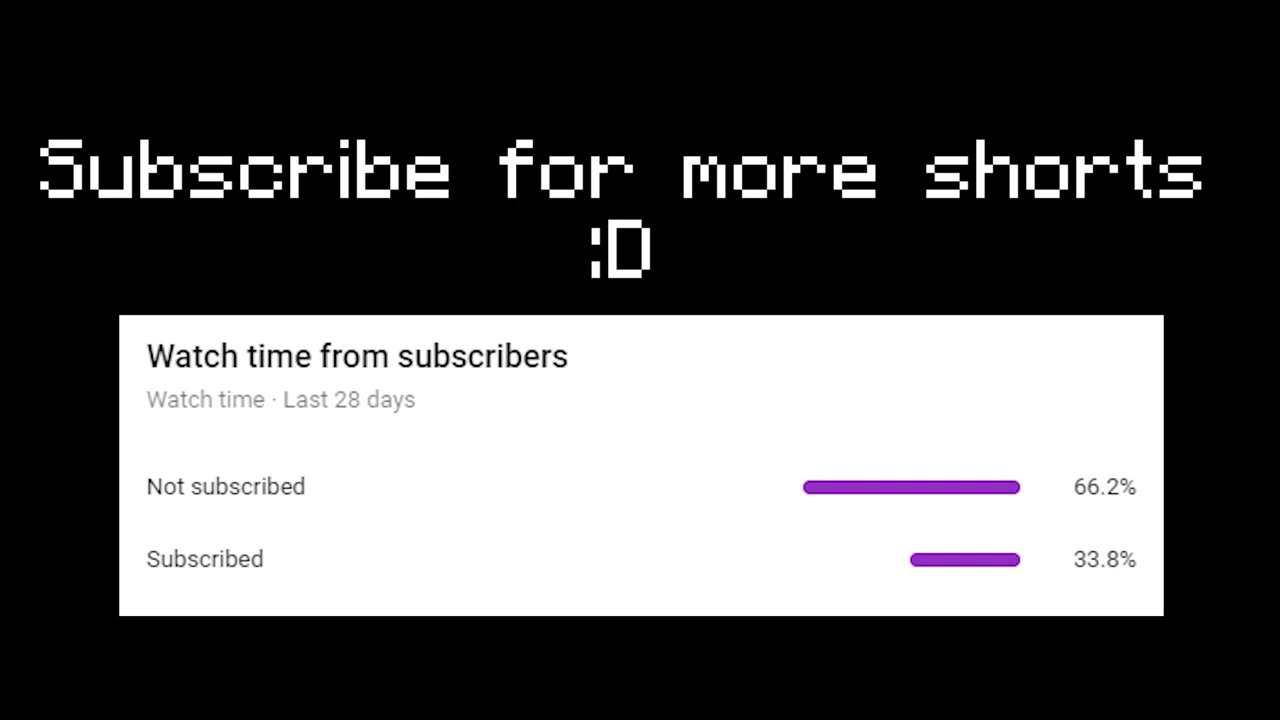 Subscribe for more shorts
:D
Watch time from subscribers
Watch time · Last 28 days
Not subscribed 66.2%
Subscribed 33.8%